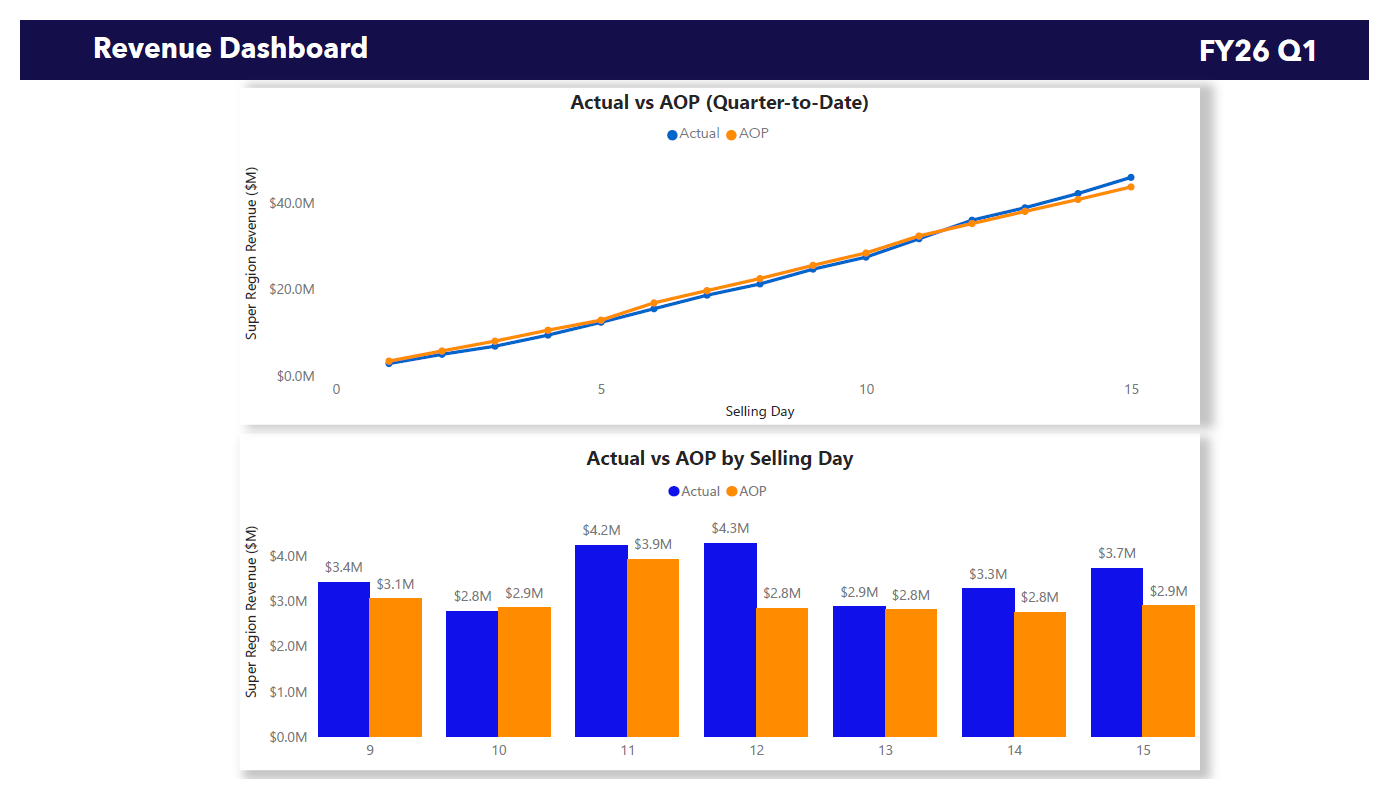 Revenue Dashboard
FY26 Q1
Actual vs AOP (Quarter-to-Date)
Actual AOP
Super Region Revenue ($M)
$40.0M
$20.0M
$0.0M
0 5 10 15
Selling Day
Actual vs AOP by Selling Day
Actual AOP
Super Region Revenue ($M)
$4.0M
$3.0M
$2.0M
$1.0M
$0.0M
$3.4M $3.1M $2.8M $2.9M $4.2M $3.9M $4.3M $2.8M $2.9M $2.8M $3.3M $2.8M $3.7M $2.9M
9 10 11 12 13 14 15